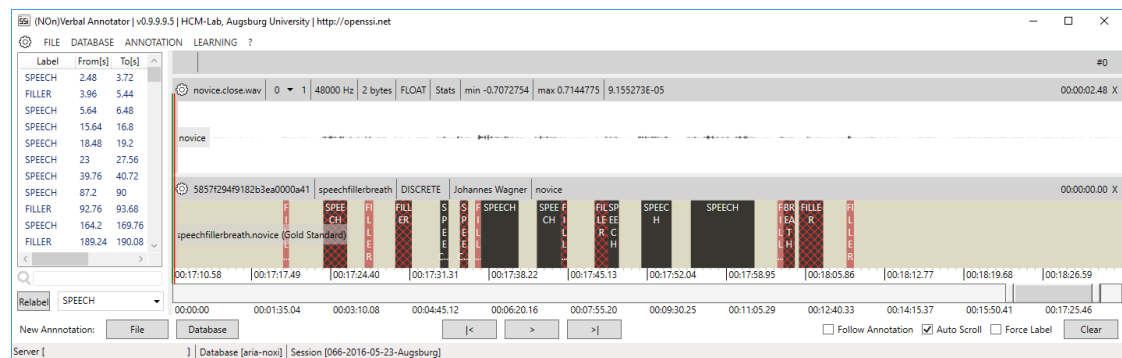 SSI (NOn)Verbal Annotator | v0.9.9.9.5 | HCM-Lab, Augsburg University | http://openssi.net
FILE DATABASE ANNOTATION LEARNING ?
Label From[s] To[s]
SPEECH 2.48 3.72
FILLER 3.96 5.44
SPEECH 5.64 6.48
SPEECH 15.64 16.8
SPEECH 18.48 19.2
SPEECH 23 27.56
SPEECH 39.76 40.72
SPEECH 87.2 90
FILLER 92.76 93.68
SPEECH 164.2 169.76
FILLER 189.24 190.08
Relabel SPEECH
#0
novice.close.wav 0 1 48000 Hz 2 bytes FLOAT Stats min -0.7072754 max 0.7144775 9.155273E-05 00:00:02.48 X
novice
5857f294f9182b3ea0000a41 speechfillerbreath DISCRETE Johannes Wagner novice 00:00:00.00 X
SPEECH FILLER SPEECH SPEECH FILLER SPEECH SPEECH SPEECH BREATH FILLER
speechfillerbreath.novice (Gold Standard)
00:17:10.58 00:17:17.49 00:17:24.40 00:17:31.31 00:17:38.22 00:17:45.13 00:17:52.04 00:17:58.95 00:18:05.86 00:18:12.77 00:18:19.68 00:18:26.59
00:00:00 00:01:35.04 00:03:10.08 00:04:45.12 00:06:20.16 00:07:55.20 00:09:30.25 00:11:05.29 00:12:40.33 00:14:15.37 00:15:50.41 00:17:25.46
New Annnotation: File Database |< > >| Follow Annotation Auto Scroll Force Label Clear
Server [ ] Database [aria-noxi] Session [066-2016-05-23-Augsburg]